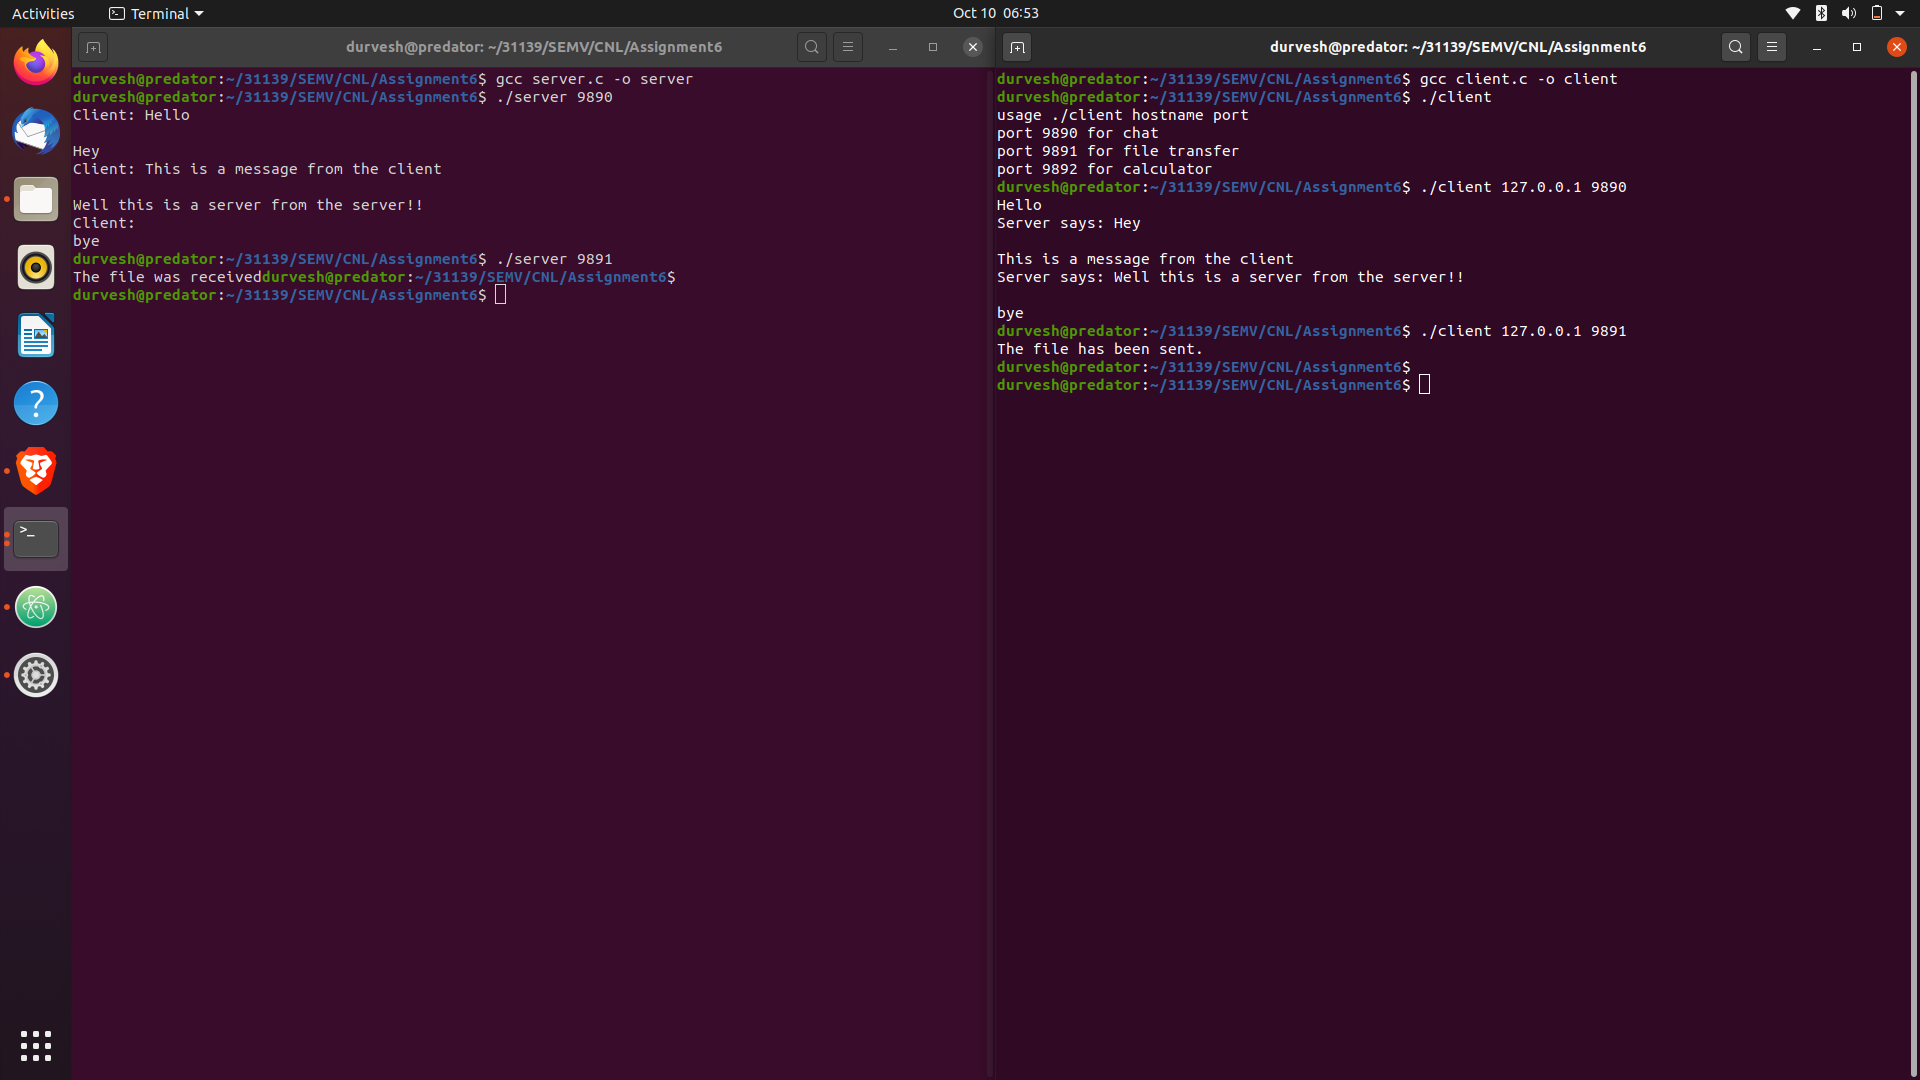 Activities
Terminal
Oct 10 06:53
durvesh@predator: ~/31139/SEMV/CNL/Assignment6
durvesh@predator:~/31139/SEMV/CNL/Assignment6$ gcc server.c -o server
durvesh@predator:~/31139/SEMV/CNL/Assignment6$ ./server 9890
Client: Hello
Hey
Client: This is a message from the client
Well this is a server from the server!!
Client:
bye
durvesh@predator:~/31139/SEMV/CNL/Assignment6$ ./server 9891
The file was receiveddurvesh@predator:~/31139/SEMV/CNL/Assignment6$
durvesh@predator:~/31139/SEMV/CNL/Assignment6$
durvesh@predator: ~/31139/SEMV/CNL/Assignment6
durvesh@predator:~/31139/SEMV/CNL/Assignment6$ gcc client.c -o client
durvesh@predator:~/31139/SEMV/CNL/Assignment6$ ./client
usage ./client hostname port
port 9890 for chat
port 9891 for file transfer
port 9892 for calculator
durvesh@predator:~/31139/SEMV/CNL/Assignment6$ ./client 127.0.0.1 9890
Hello
Server says: Hey
This is a message from the client
Server says: Well this is a server from the server!!
bye
durvesh@predator:~/31139/SEMV/CNL/Assignment6$ ./client 127.0.0.1 9891
The file has been sent.
durvesh@predator:~/31139/SEMV/CNL/Assignment6$
durvesh@predator:~/31139/SEMV/CNL/Assignment6$